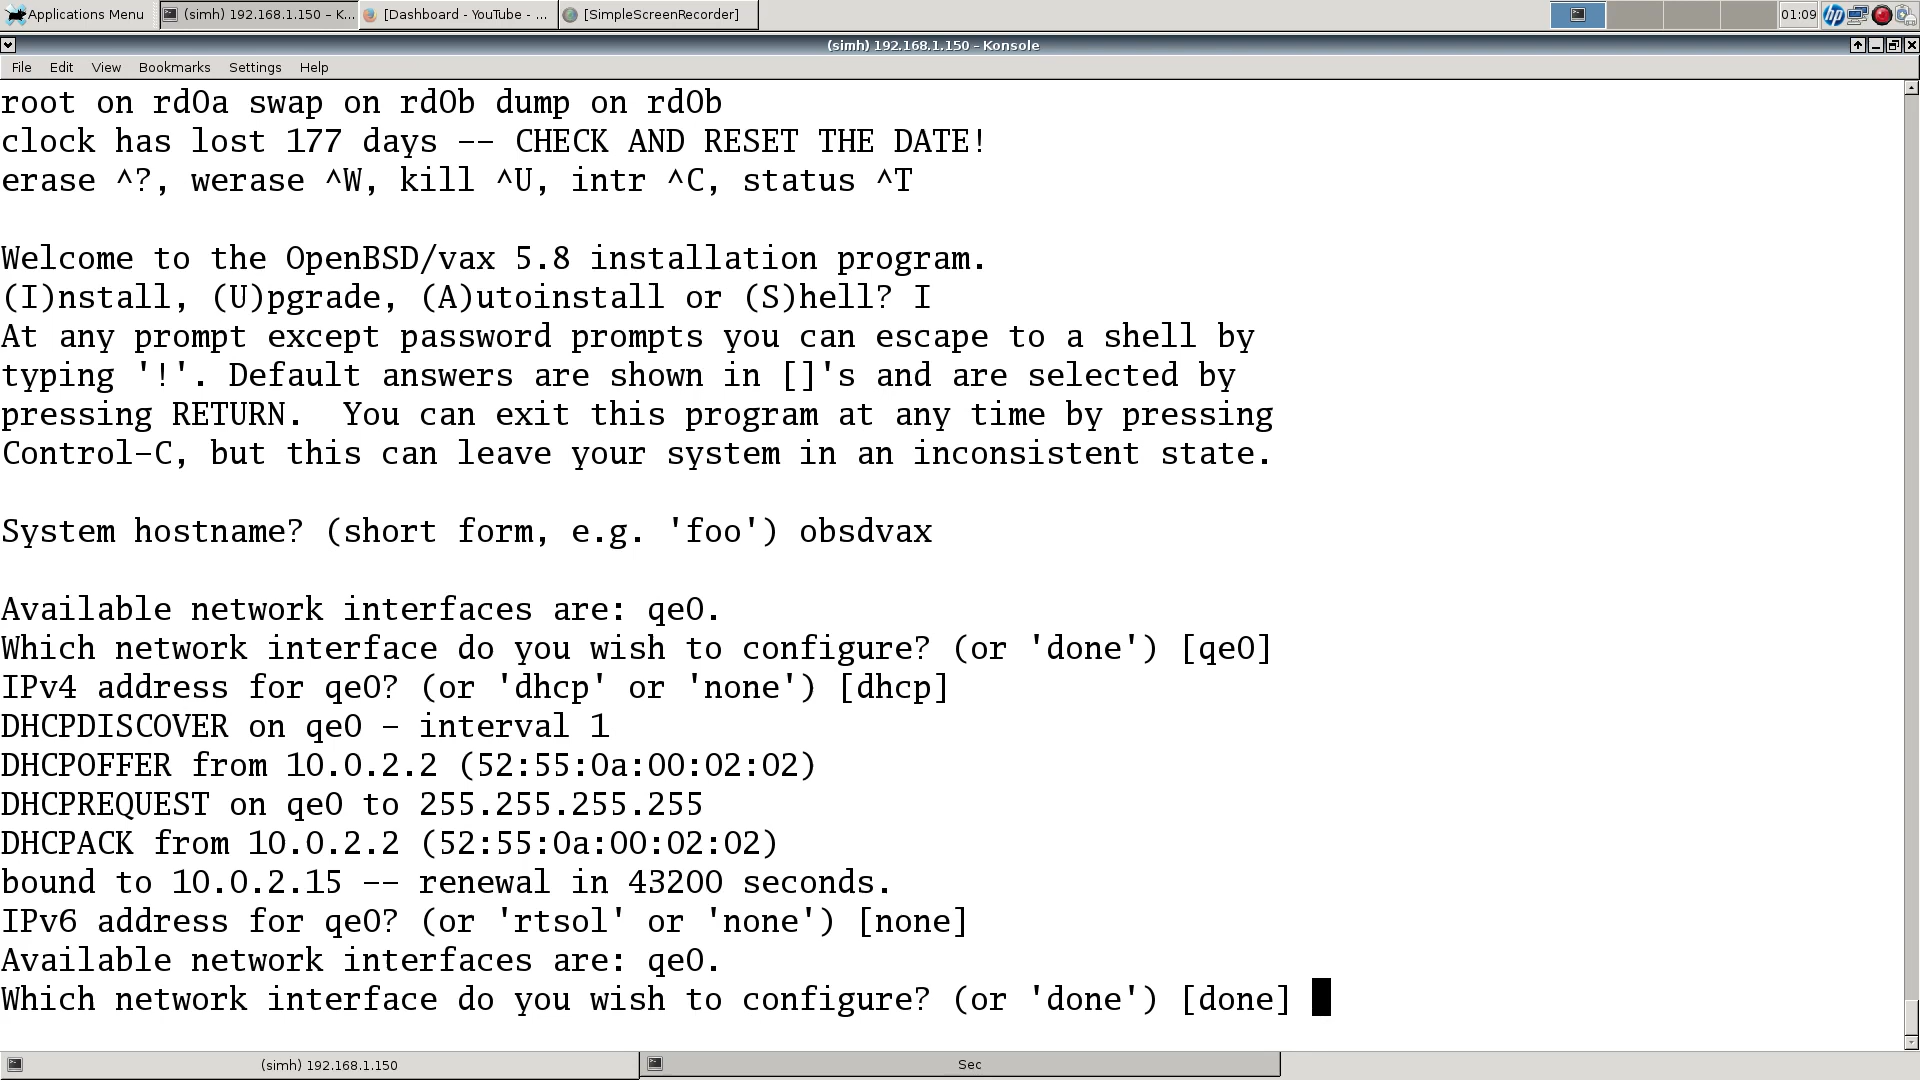 Applications Menu
(simh) 192.168.1.150 – K...
[Dashboard - YouTube - ...
[SimpleScreenRecorder]
01:09
hp
(simh) 192.168.1.150 – Konsole
File Edit View Bookmarks Settings Help
root on rd0a swap on rd0b dump on rd0b
clock has lost 177 days -- CHECK AND RESET THE DATE!
erase ^?, werase ^W, kill ^U, intr ^C, status ^T
Welcome to the OpenBSD/vax 5.8 installation program.
(I)nstall, (U)pgrade, (A)utoinstall or (S)hell? I
At any prompt except password prompts you can escape to a shell by
typing '!'. Default answers are shown in []'s and are selected by
pressing RETURN.  You can exit this program at any time by pressing
Control-C, but this can leave your system in an inconsistent state.
System hostname? (short form, e.g. 'foo') obsdvax
Available network interfaces are: qe0.
Which network interface do you wish to configure? (or 'done') [qe0]
IPv4 address for qe0? (or 'dhcp' or 'none') [dhcp]
DHCPDISCOVER on qe0 - interval 1
DHCPOFFER from 10.0.2.2 (52:55:0a:00:02:02)
DHCPREQUEST on qe0 to 255.255.255.255
DHCPACK from 10.0.2.2 (52:55:0a:00:02:02)
bound to 10.0.2.15 -- renewal in 43200 seconds.
IPv6 address for qe0? (or 'rtsol' or 'none') [none]
Available network interfaces are: qe0.
Which network interface do you wish to configure? (or 'done') [done]
(simh) 192.168.1.150
Sec